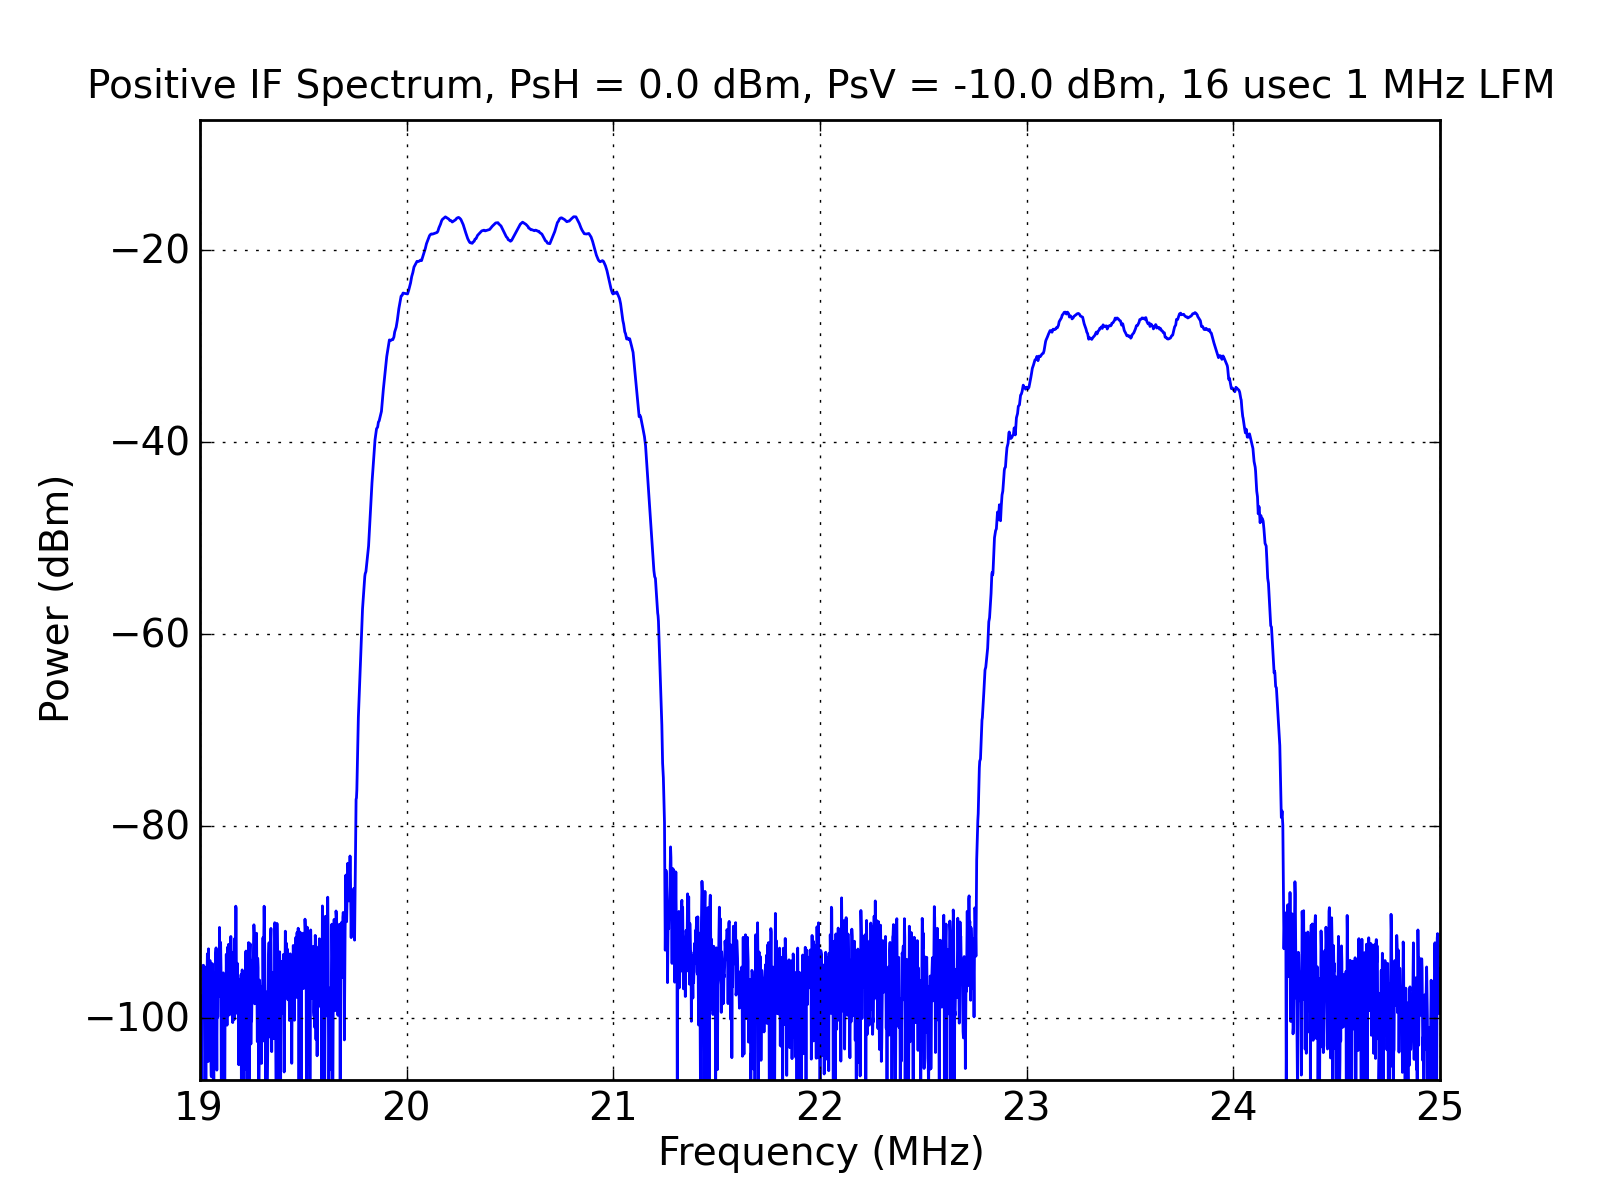 Positive IF Spectrum, PsH = 0.0 dBm, PsV = -10.0 dBm, 16 usec 1 MHz LFM
Power (dBm)
−20
−40
−60
−80
−100
19 20 21 22 23 24 25
Frequency (MHz)